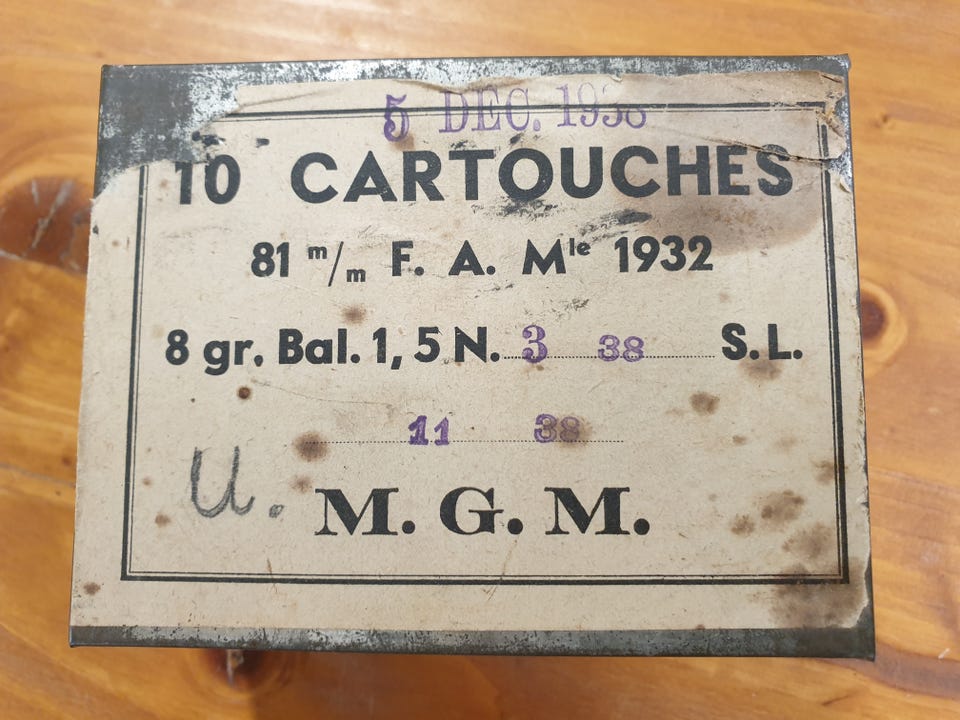 5 DEC. 1938
10 CARTOUCHES
81 m/m F. A. Mle 1932
8 gr. Bal. 1,5 N. 3 38 S. L.
11 38
U.
M. G. M.